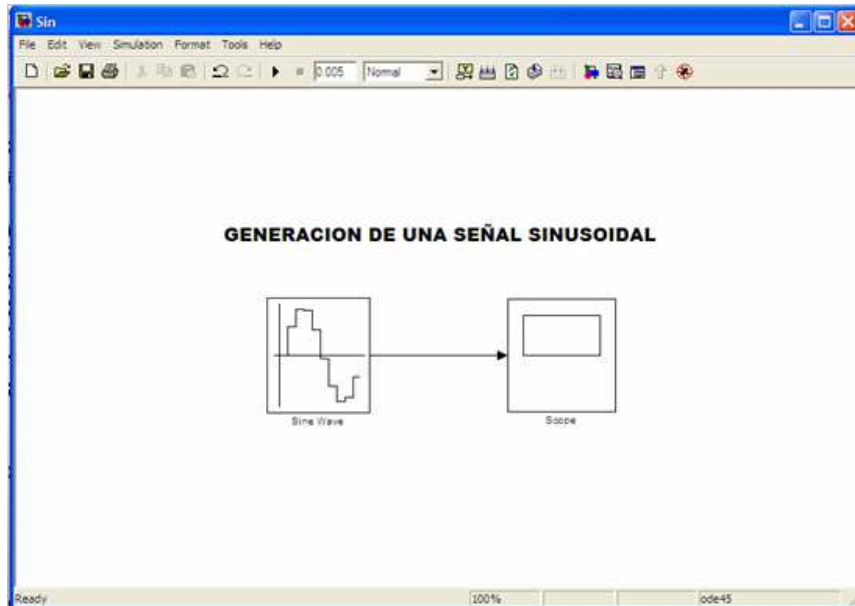 Sin
File Edit View Simulation Format Tools Help
0.005 Normal
GENERACION DE UNA SEÑAL SINUSOIDAL
Sine Wave
Scope
Ready 100% ode45